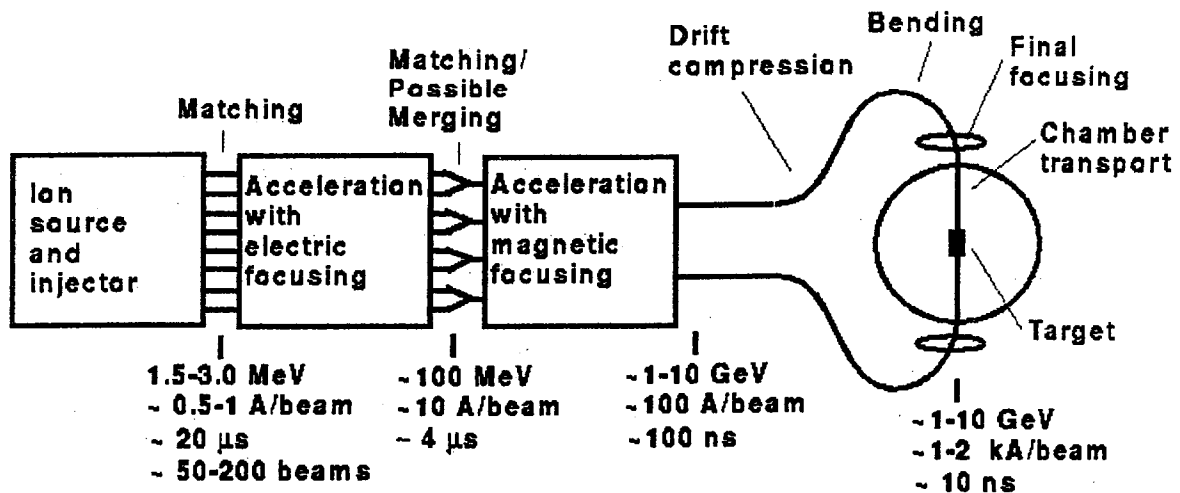 Matching
Matching/
Possible
Merging
Drift
compression
Bending
Final
focusing
Chamber
transport
Target
Ion
source
and
injector
Acceleration
with
electric
focusing
Acceleration
with
magnetic
focusing
1.5-3.0 MeV
~ 0.5-1 A/beam
~ 20 μs
~ 50-200 beams
~100 MeV
~10 A/beam
~ 4 μs
~1-10 GeV
~100 A/beam
~100 ns
~1-10 GeV
~1-2 kA/beam
~ 10 ns